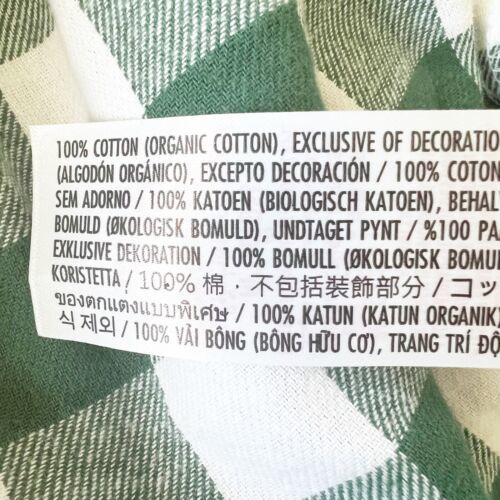 100% COTTON (ORGANIC COTTON), EXCLUSIVE OF DECORATIO
(ALGODÓN ORGÁNICO), EXCEPTO DECORACIÓN / 100% COTON
SEM ADORNO / 100% KATOEN (BIOLOGISCH KATOEN), BEHAL
BOMULD (ØKOLOGISK BOMULD), UNDTAGET PYNT / %100 PA
EXKLUSIVE DEKORATION / 100% BOMULL (ØKOLOGISK BOMU
KORISTETTA / 100% 棉，不包括裝飾部分 / コッ
ของตกแต่งแบบพิเศษ / 100% KATUN (KATUN ORGANIK)
식 제외 / 100% VẢI BÔNG (BÔNG HỮU CƠ), TRANG TRÍ ĐỘ